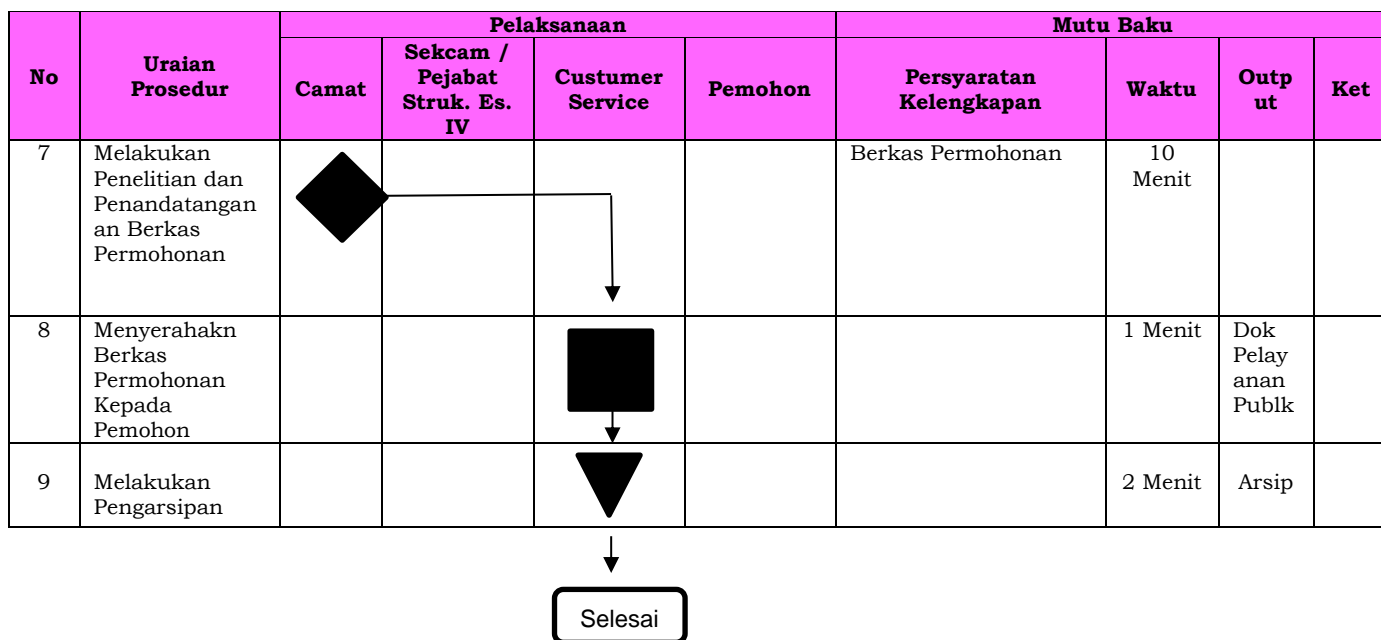 Pelaksanaan
Mutu Baku
No
Uraian
Prosedur
Camat
Sekcam /
Pejabat
Struk. Es.
IV
Custumer
Service
Pemohon
Persyaratan
Kelengkapan
Waktu
Outp
ut
Ket
7
Melakukan
Penelitian dan
Penandatangan
an Berkas
Permohonan
Berkas Permohonan
10
Menit
8
Menyerahakn
Berkas
Permohonan
Kepada
Pemohon
1 Menit
Dok
Pelay
anan
Publk
9
Melakukan
Pengarsipan
2 Menit
Arsip
Selesai